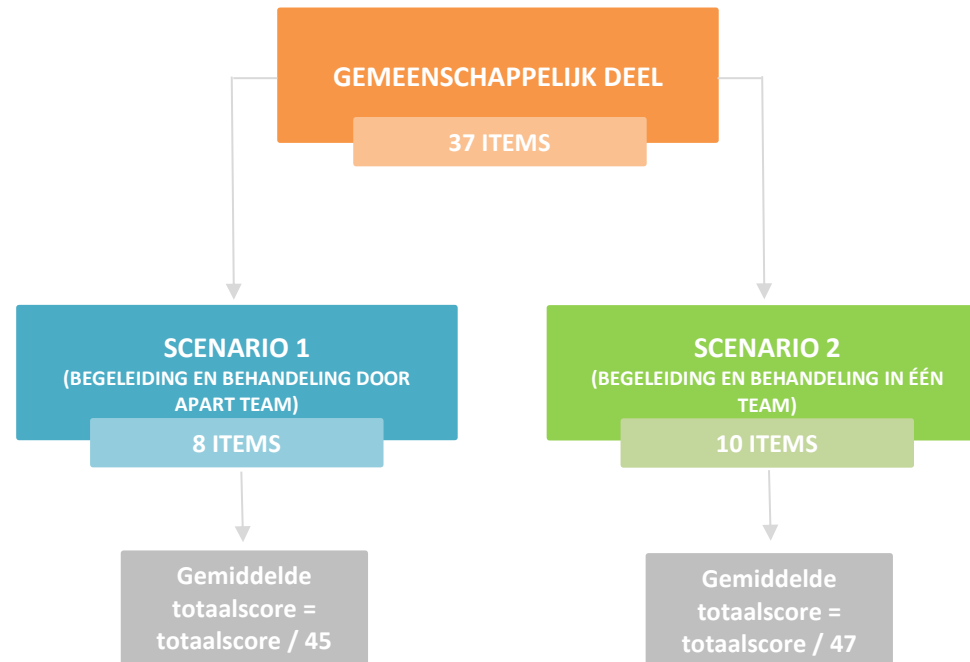 GEMEENSCHAPPELIJK DEEL
37 ITEMS
SCENARIO 1
(BEGELEIDING EN BEHANDELING DOOR
APART TEAM)
8 ITEMS
SCENARIO 2
(BEGELEIDING EN BEHANDELING IN ÉÉN
TEAM)
10 ITEMS
Gemiddelde
totaalscore =
totaalscore / 45
Gemiddelde
totaalscore =
totaalscore / 47